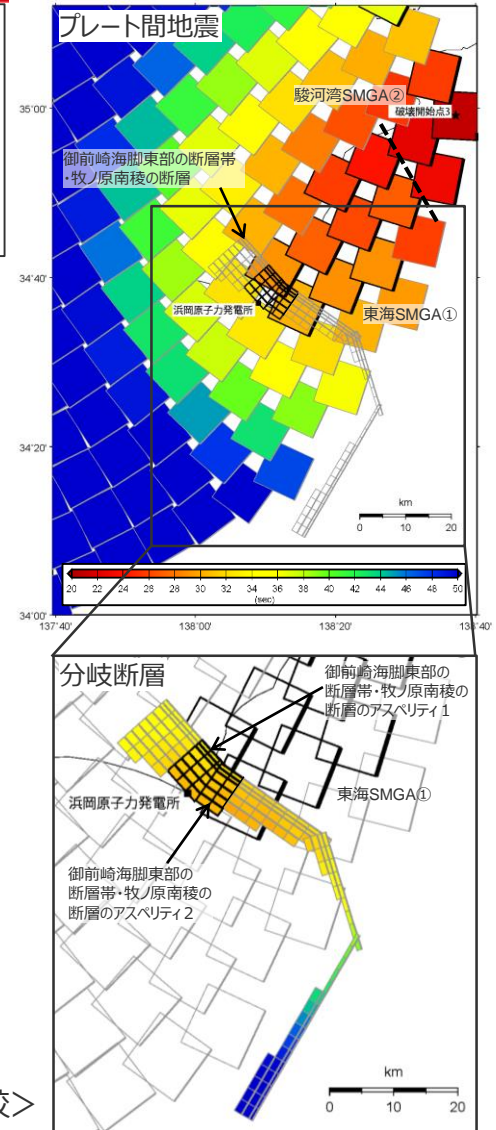 プレート間地震
35°00'
駿河湾SMGA②
破壊開始点3
御前崎海脚東部の断層帯
・牧ノ原南稜の断層
34°40'
浜岡原子力発電所
東海SMGA①
34°20'
km
0 10 20
20 22 24 26 28 30 32 34 36 38 40 42 44 46 48 50
(sec)
34°00'
137°40' 138°00' 138°20' 138°40'
分岐断層
御前崎海脚東部の
断層帯・牧ノ原南稜の
断層のアスペリティ1
東海SMGA①
浜岡原子力発電所
御前崎海脚東部の
断層帯・牧ノ原南稜の
断層のアスペリティ2
km
0 10 20
較>